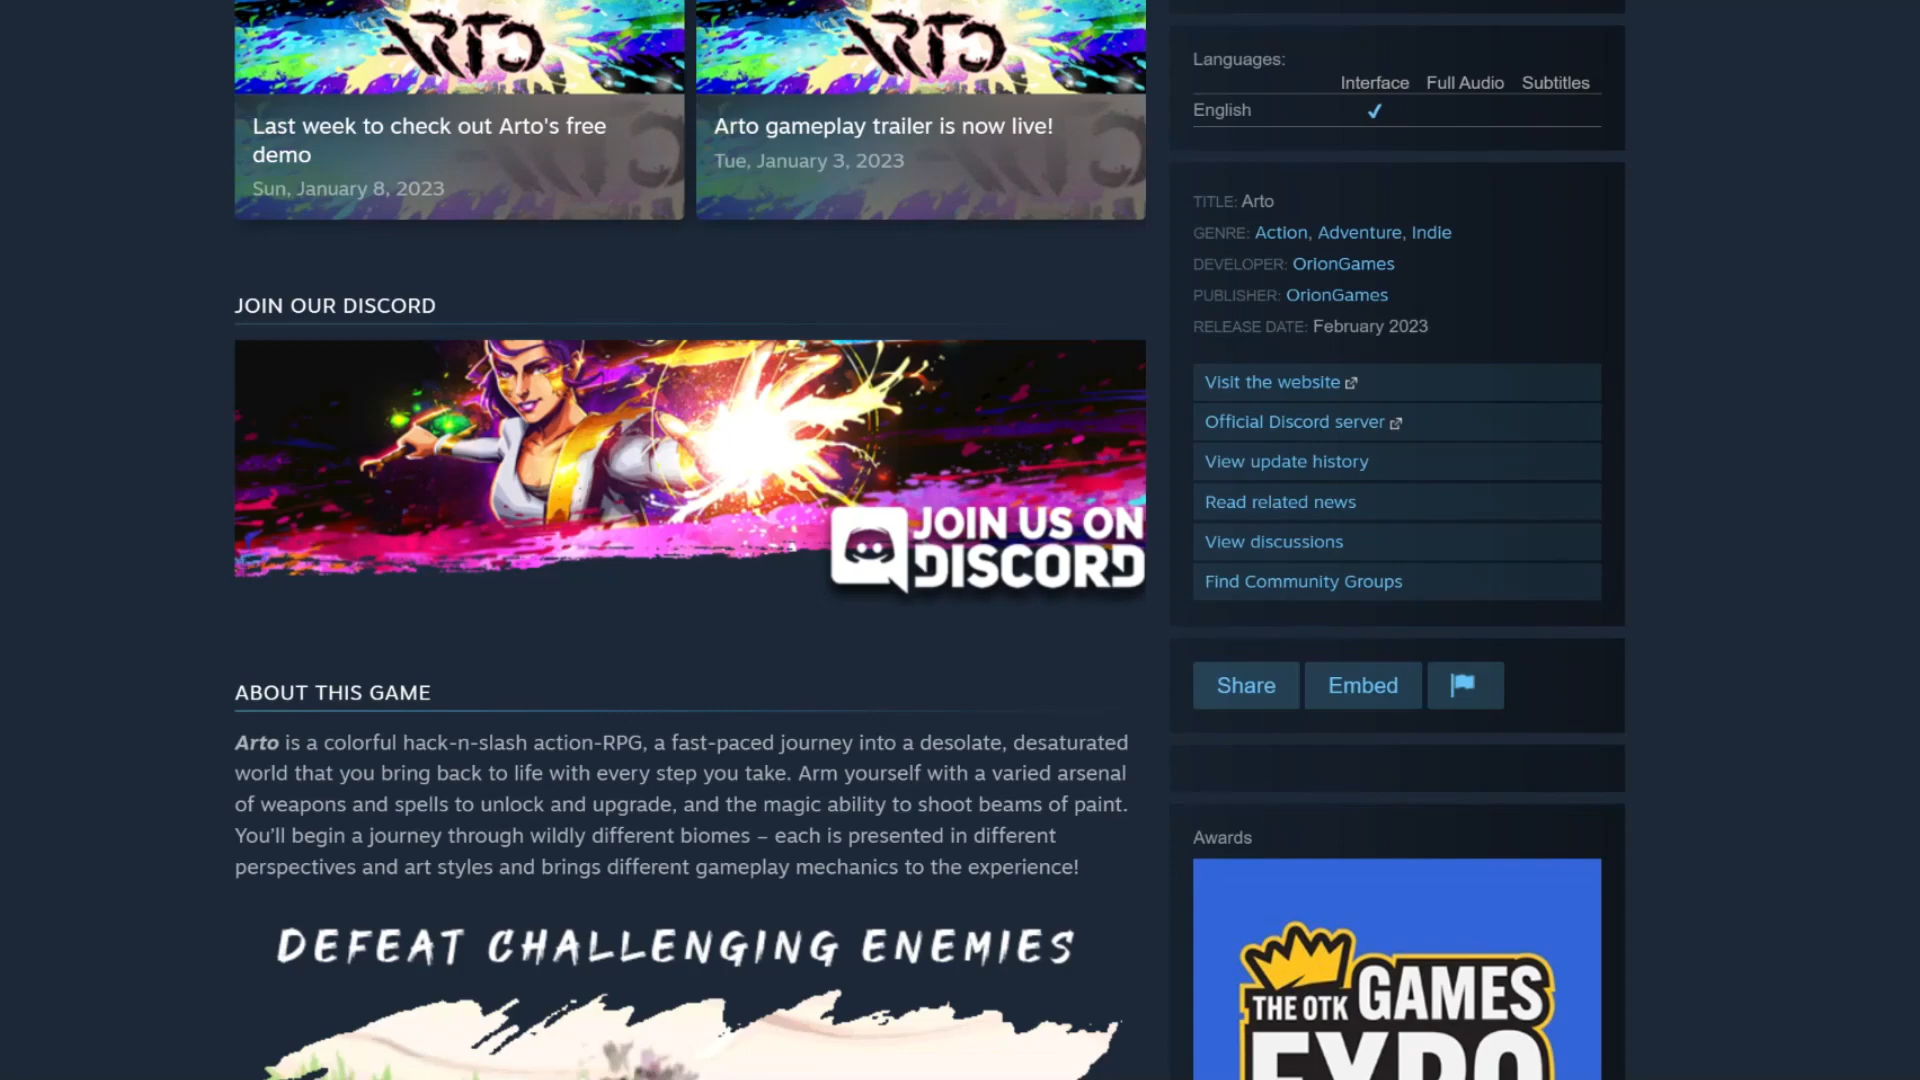 ARTO
ARTO
Last week to check out Arto's free
demo
Sun, January 8, 2023
Arto gameplay trailer is now live!
Tue, January 3, 2023
JOIN OUR DISCORD
JOIN US ON
DISCORD
ABOUT THIS GAME
Arto is a colorful hack-n-slash action-RPG, a fast-paced journey into a desolate, desaturated
world that you bring back to life with every step you take. Arm yourself with a varied arsenal
of weapons and spells to unlock and upgrade, and the magic ability to shoot beams of paint.
You'll begin a journey through wildly different biomes – each is presented in different
perspectives and art styles and brings different gameplay mechanics to the experience!
DEFEAT CHALLENGING ENEMIES
Languages:
Interface Full Audio Subtitles
English ✔
TITLE: Arto
GENRE: Action, Adventure, Indie
DEVELOPER: OrionGames
PUBLISHER: OrionGames
RELEASE DATE: February 2023
Visit the website
Official Discord server
View update history
Read related news
View discussions
Find Community Groups
Share Embed
Awards
THE OTK GAMES
EXPO